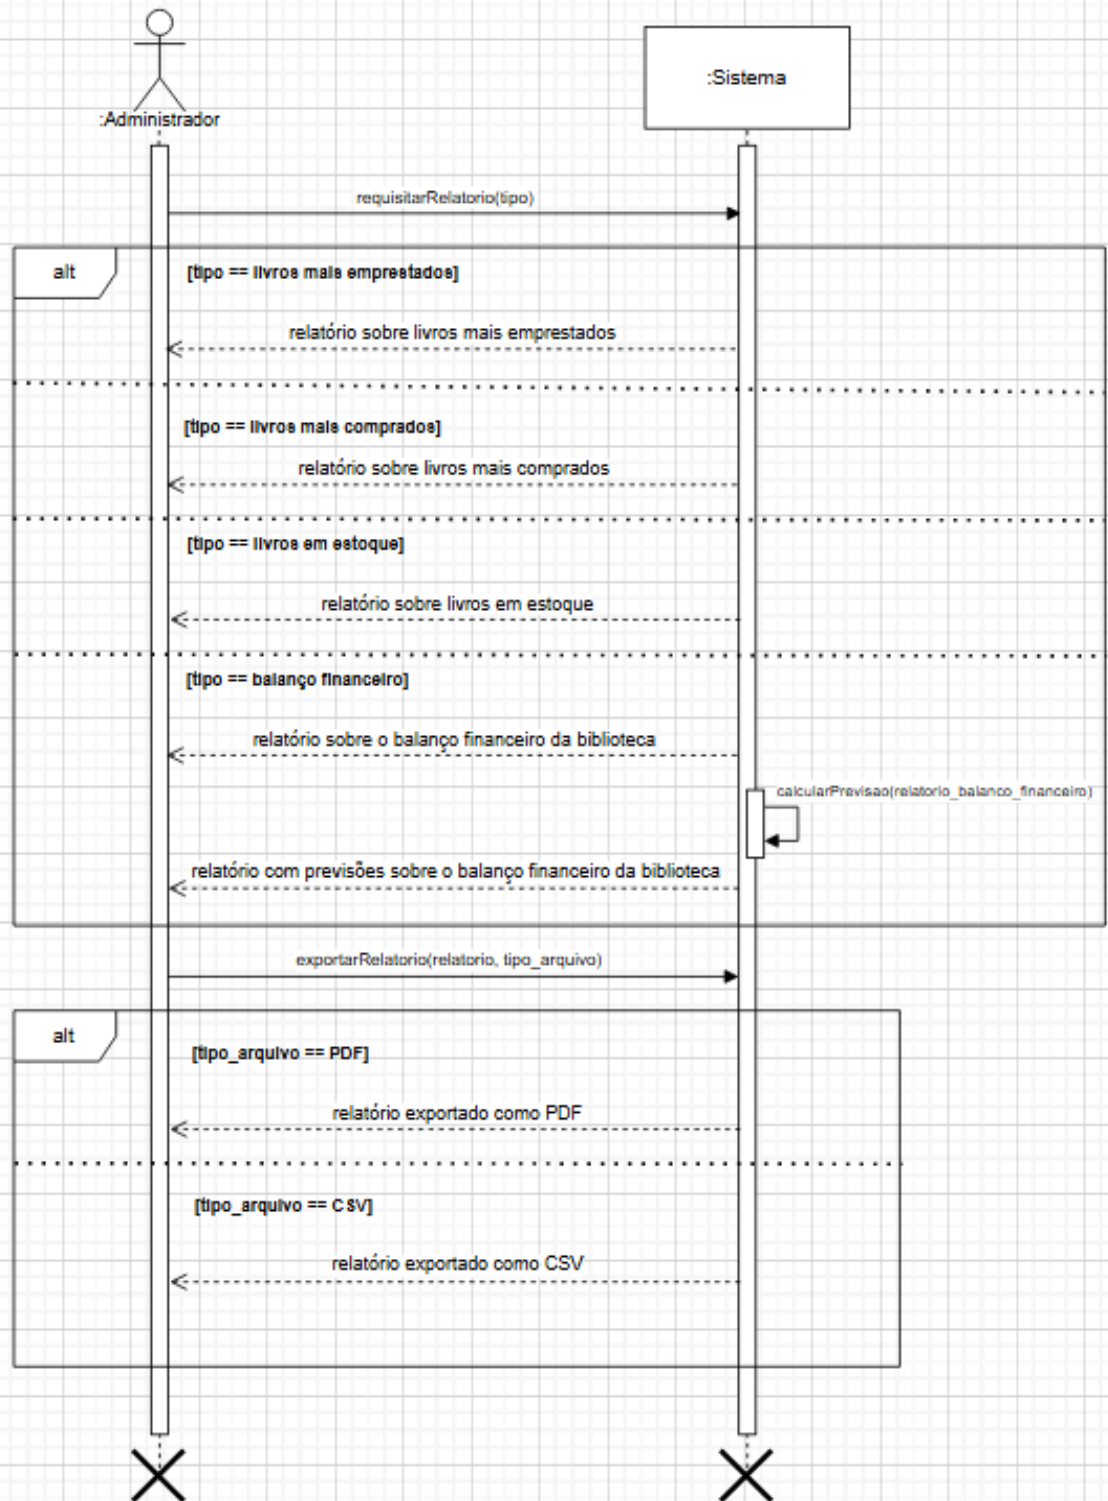 :Administrador
:Sistema
requisitarRelatorio(tipo)
alt
[tipo == livros mais emprestados]
relatório sobre livros mais emprestados
[tipo == livros mais comprados]
relatório sobre livros mais comprados
[tipo == livros em estoque]
relatório sobre livros em estoque
[tipo == balanço financeiro]
relatório sobre o balanço financeiro da biblioteca
calcularPrevisao(relatorio_balanco_financeiro)
relatório com previsões sobre o balanço financeiro da biblioteca
exportarRelatorio(relatorio, tipo_arquivo)
alt
[tipo_arquivo == PDF]
relatório exportado como PDF
[tipo_arquivo == CSV]
relatório exportado como CSV